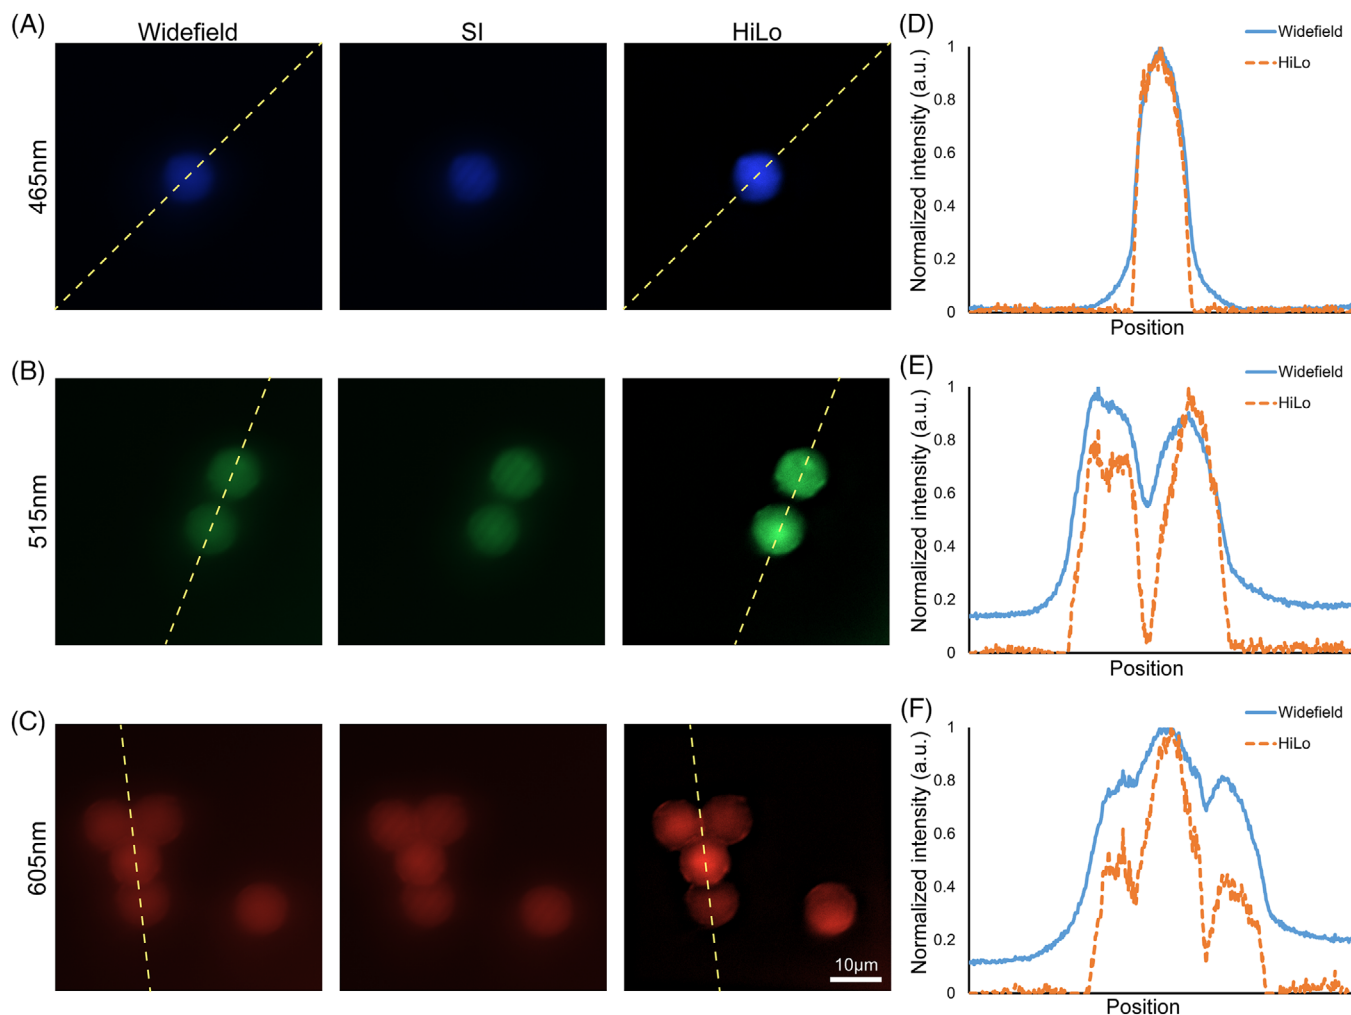 (A)
Widefield
SI
HiLo
465nm
(D)
Widefield
HiLo
Normalized intensity (a.u.)
1
0.8
0.6
0.4
0.2
0
Position
(B)
515nm
(E)
Widefield
HiLo
Normalized intensity (a.u.)
1
0.8
0.6
0.4
0.2
0
Position
(C)
605nm
10μm
(F)
Widefield
HiLo
Normalized intensity (a.u.)
1
0.8
0.6
0.4
0.2
0
Position